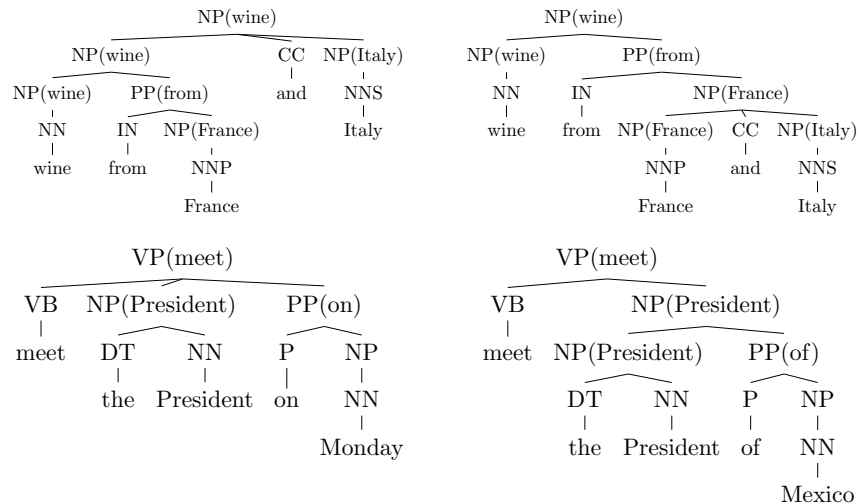 NP(wine)
NP(wine) CC NP(Italy)
NP(wine) PP(from) and NNS
NN IN NP(France) Italy
wine from NNP
France
NP(wine)
NP(wine) PP(from)
NN IN NP(France)
wine from NP(France) CC NP(Italy)
NNP and NNS
France Italy
VP(meet)
VB NP(President) PP(on)
meet DT NN P NP
the President on NN
Monday
VP(meet)
VB NP(President)
meet NP(President) PP(of)
DT NN P NP
the President of NN
Mexico